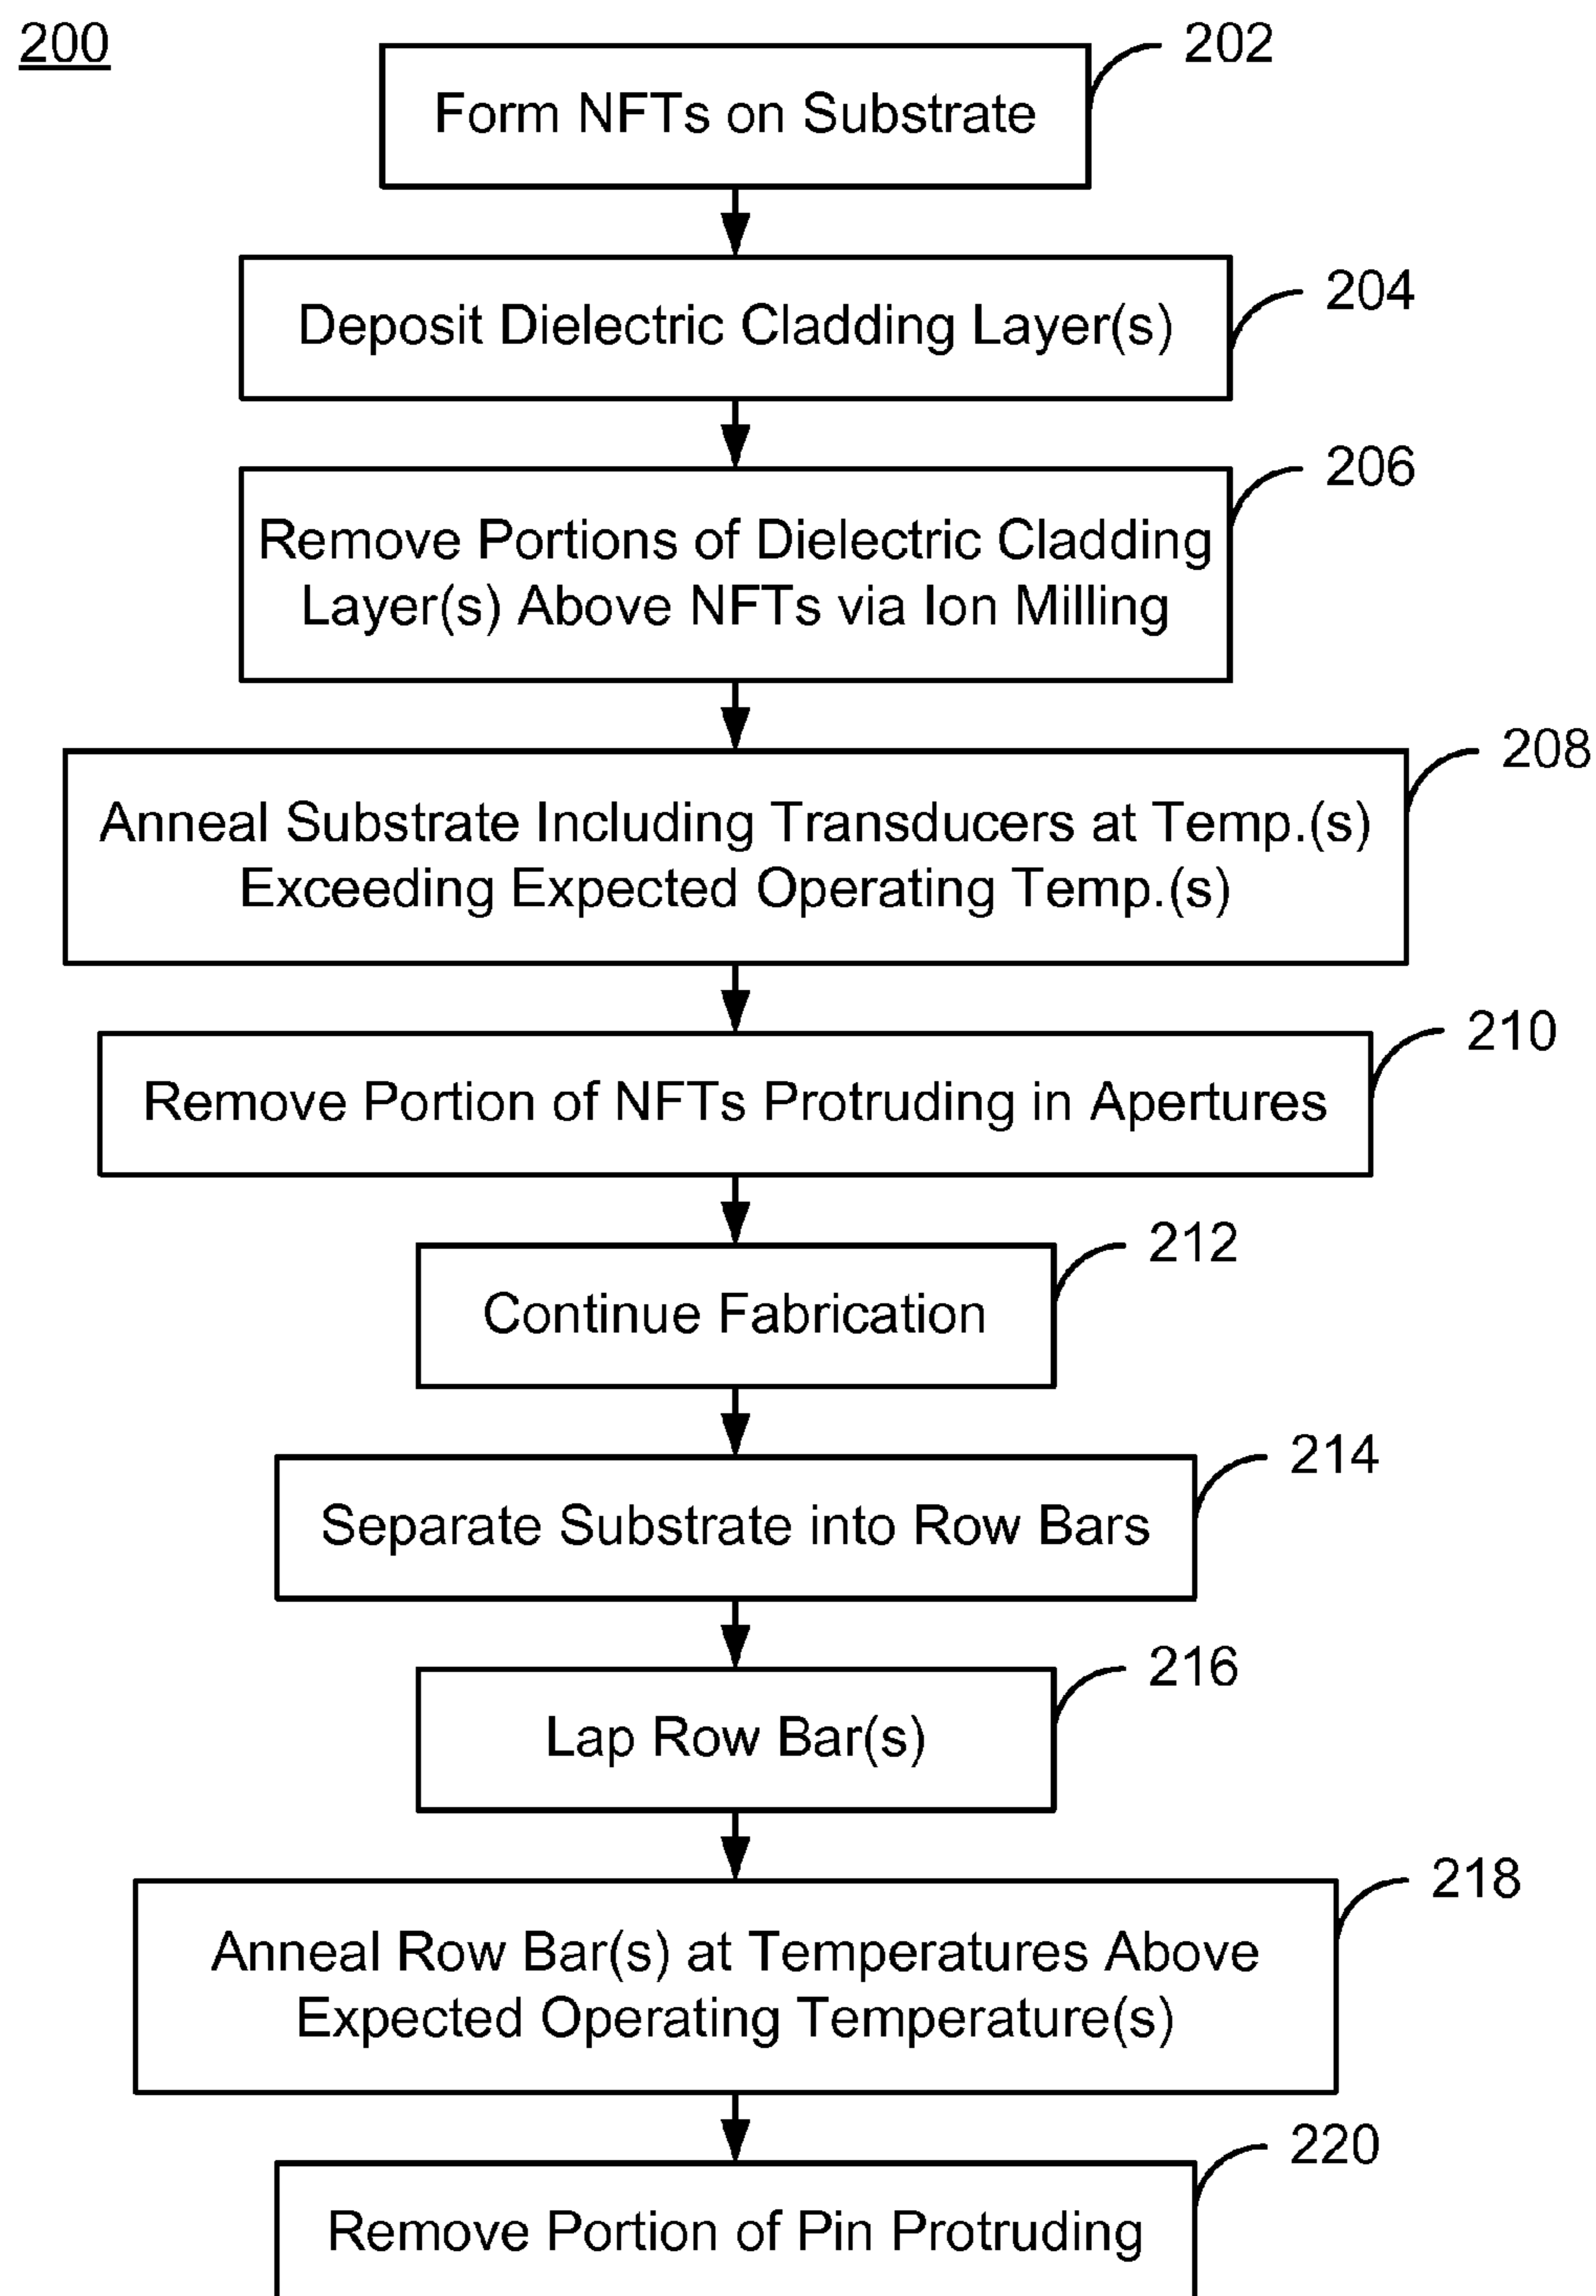 200
202
Form NFTs on Substrate
204
Deposit Dielectric Cladding Layer(s)
206
Remove Portions of Dielectric Cladding
Layer(s) Above NFTs via Ion Milling
208
Anneal Substrate Including Transducers at Temp.(s)
Exceeding Expected Operating Temp.(s)
210
Remove Portion of NFTs Protruding in Apertures
212
Continue Fabrication
214
Separate Substrate into Row Bars
216
Lap Row Bar(s)
218
Anneal Row Bar(s) at Temperatures Above
Expected Operating Temperature(s)
220
Remove Portion of Pin Protruding